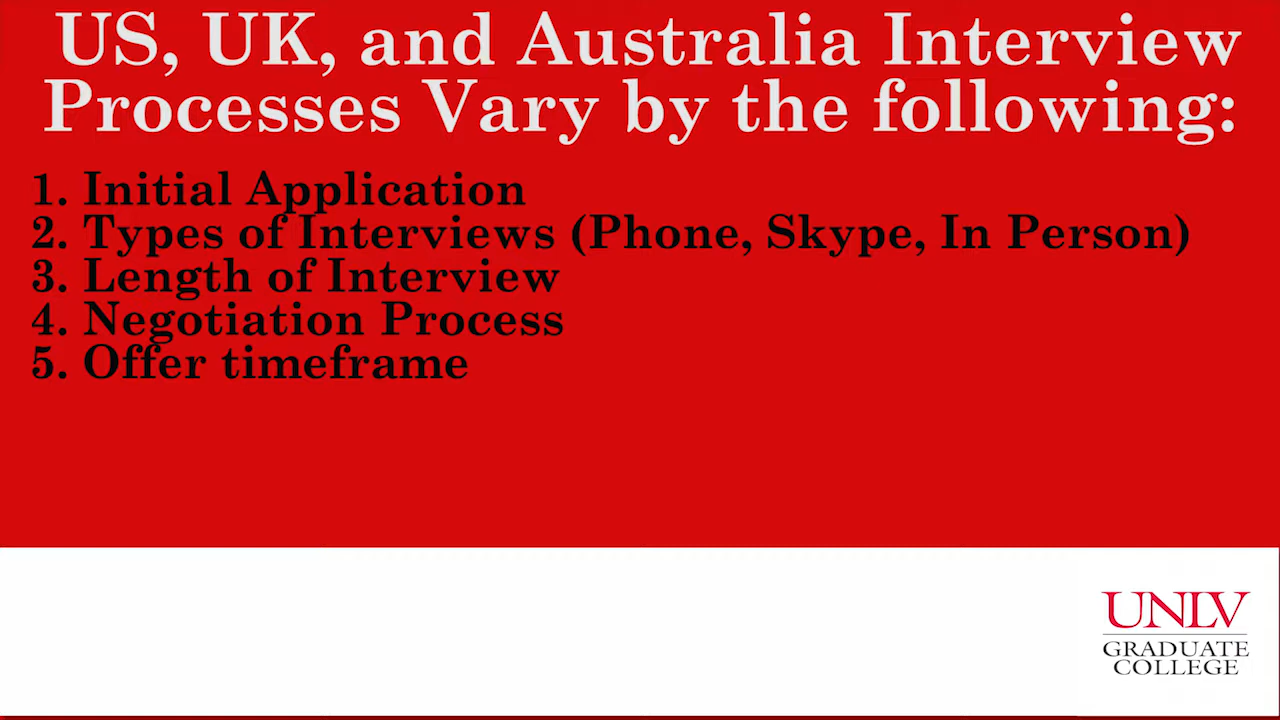 US, UK, and Australia Interview
Processes Vary by the following:
1. Initial Application
2. Types of Interviews (Phone, Skype, In Person)
3. Length of Interview
4. Negotiation Process
5. Offer timeframe
UNLV
GRADUATE
COLLEGE